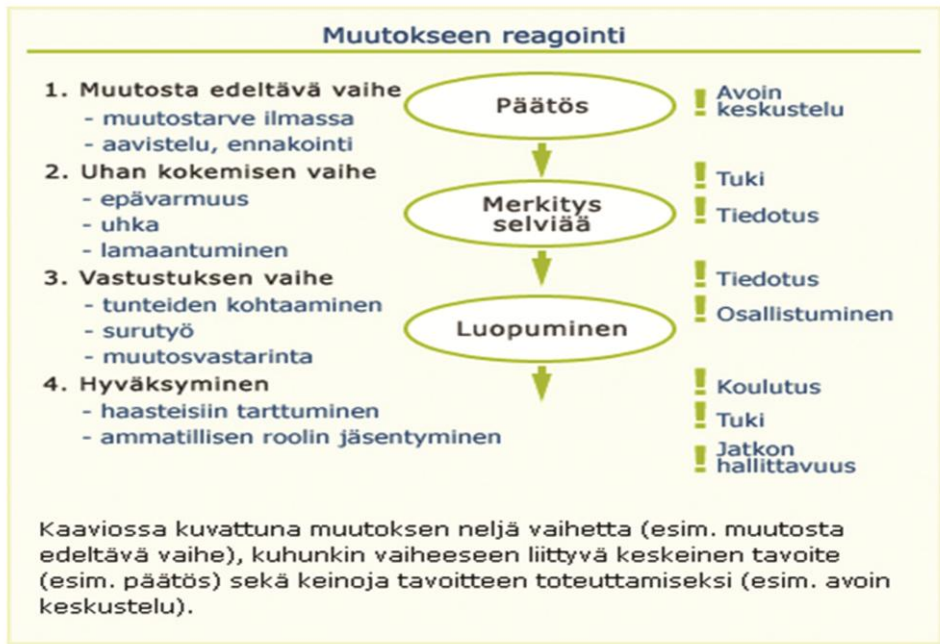 Muutokseen reagointi
1. Muutosta edeltävä vaihe
- muutostarve ilmassa
- aavistelu, ennakointi
Päätös
! Avoin
keskustelu
2. Uhan kokemisen vaihe
- epävarmuus
- uhka
- lamaantuminen
Merkitys
selviää
! Tuki
! Tiedotus
3. Vastustuksen vaihe
- tunteiden kohtaaminen
- surutyö
- muutosvastarinta
Luopuminen
! Tiedotus
! Osallistuminen
4. Hyväksyminen
- haasteisiin tarttuminen
- ammatillisen roolin jäsentyminen
! Koulutus
! Tuki
! Jatkon
hallittavuus
Kaaviossa kuvattuna muutoksen neljä vaihetta (esim. muutosta
edeltävä vaihe), kuhunkin vaiheeseen liittyvä keskeinen tavoite
(esim. päätös) sekä keinoja tavoitteen toteuttamiseksi (esim. avoin
keskustelu).